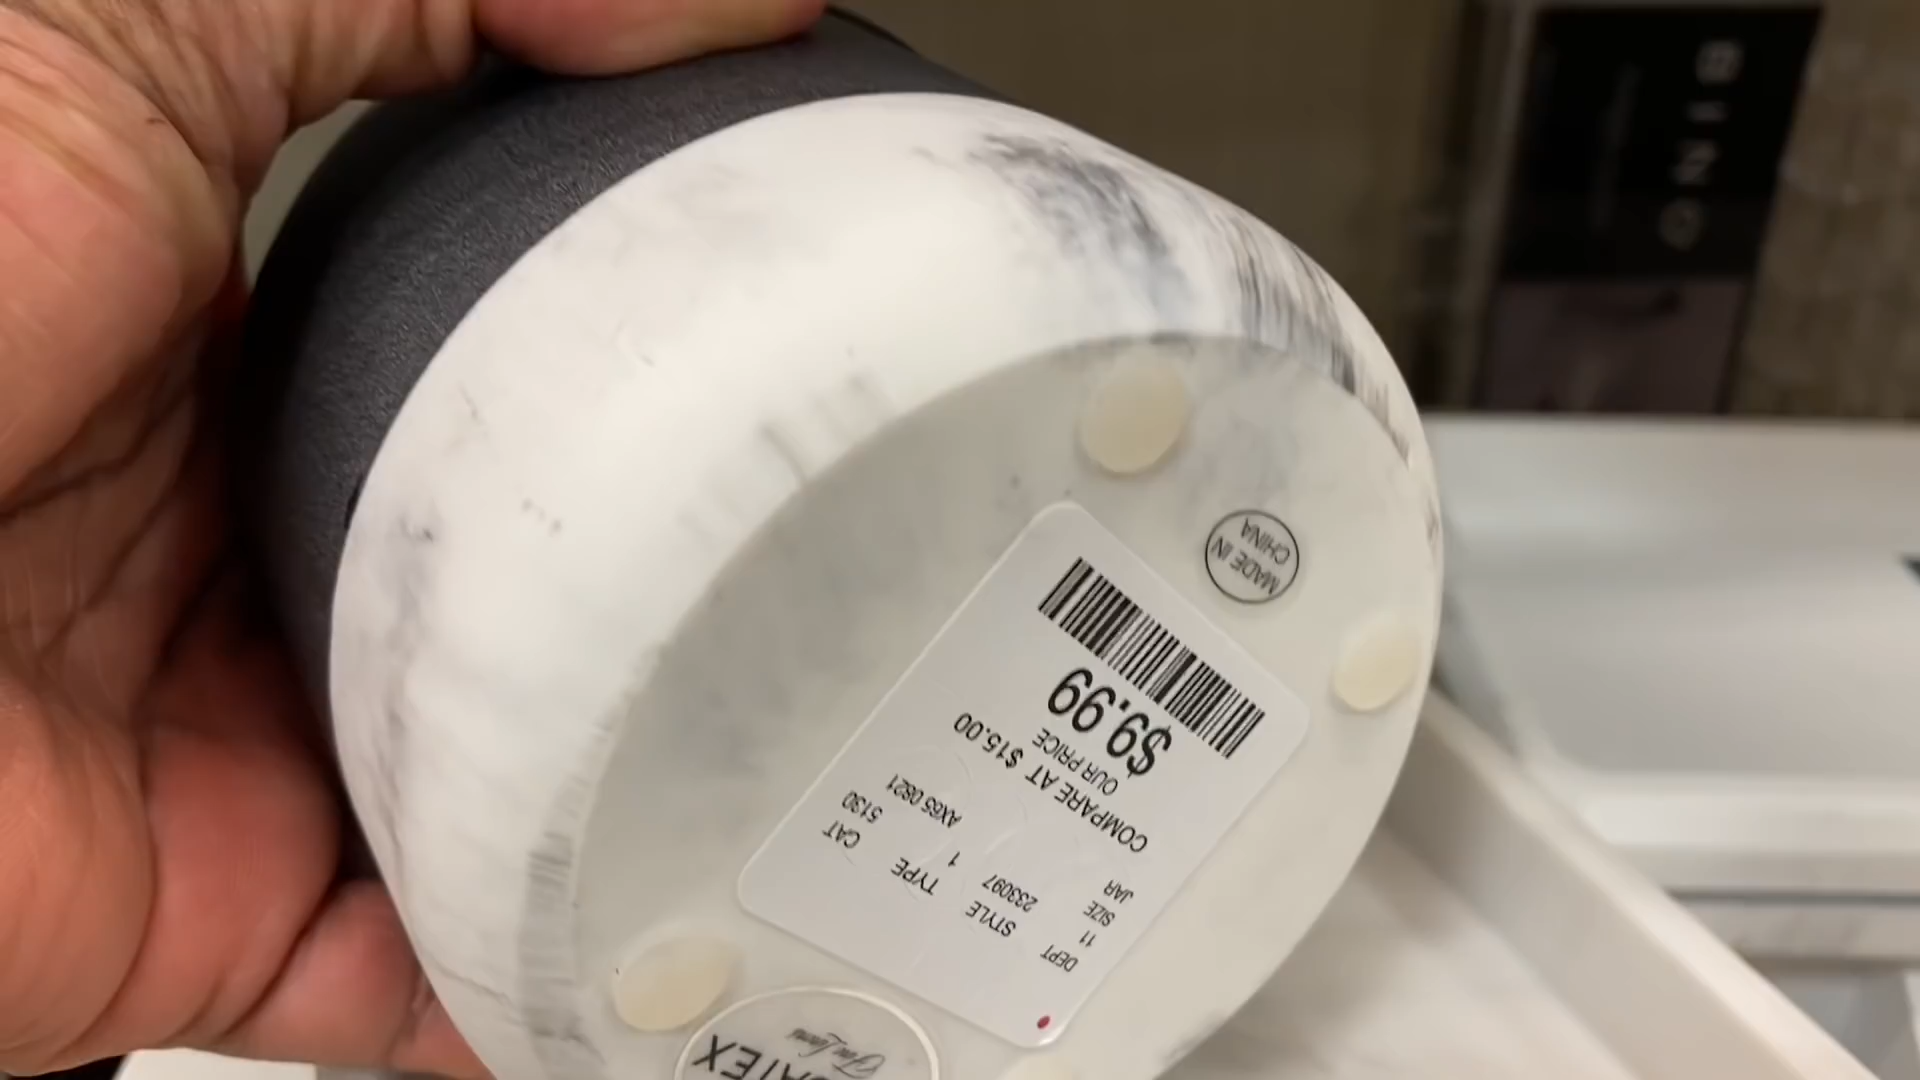 DEPT STYLE TYPE CAT
11 233097 1 5130
SIZE
JAR AX65 0821
COMPARE AT $15.00
OUR PRICE
$9.99
MADE IN
CHINA